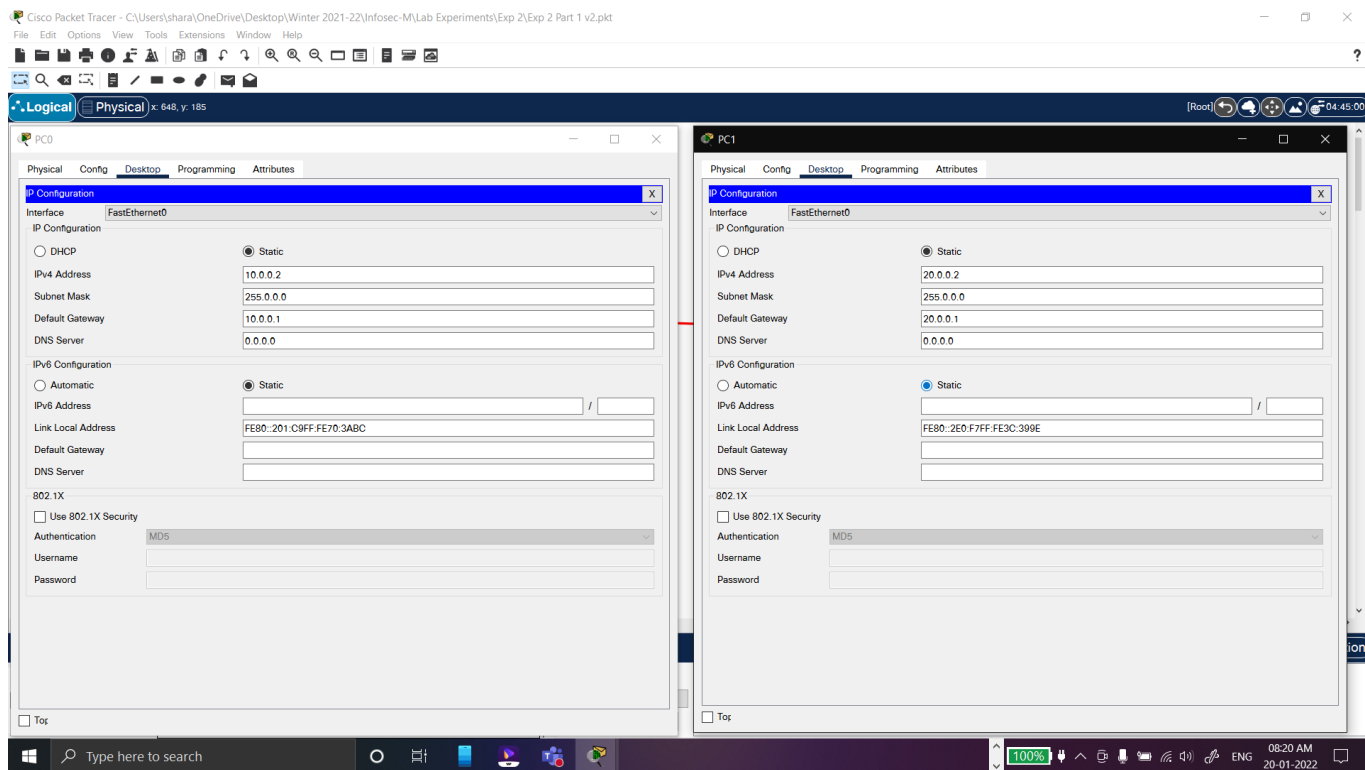 Cisco Packet Tracer - C:\Users\shara\OneDrive\Desktop\Winter 2021-22\Infosec-M\Lab Experiments\Exp 2\Exp 2 Part 1 v2.pkt
File Edit Options View Tools Extensions Window Help
?
Logical Physical x: 648, y: 185 [Root] 04:45:00
PC0
Physical Config Desktop Programming Attributes
IP Configuration X
Interface FastEthernet0
IP Configuration
DHCP Static
IPv4 Address 10.0.0.2
Subnet Mask 255.0.0.0
Default Gateway 10.0.0.1
DNS Server 0.0.0.0
IPv6 Configuration
Automatic Static
IPv6 Address /
Link Local Address FE80::201:C9FF:FE70:3ABC
Default Gateway
DNS Server
802.1X
Use 802.1X Security
Authentication MD5
Username
Password
Top
PC1
Physical Config Desktop Programming Attributes
IP Configuration X
Interface FastEthernet0
IP Configuration
DHCP Static
IPv4 Address 20.0.0.2
Subnet Mask 255.0.0.0
Default Gateway 20.0.0.1
DNS Server 0.0.0.0
IPv6 Configuration
Automatic Static
IPv6 Address /
Link Local Address FE80::2E0:F7FF:FE3C:399E
Default Gateway
DNS Server
802.1X
Use 802.1X Security
Authentication MD5
Username
Password
Top
ion
Type here to search
100% ENG 08:20 AM
20-01-2022